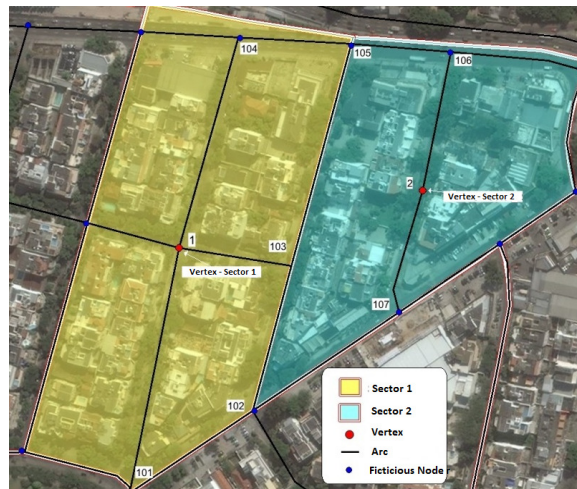 104
105
106
2
Vertex - Sector 2
1
103
Vertex - Sector 1
107
102
101
Sector 1
Sector 2
Vertex
Arc
Ficticious Node